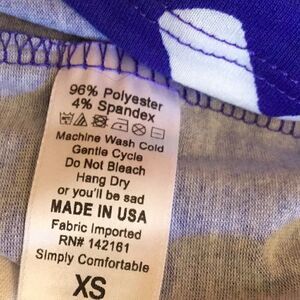 96% Polyester
4% Spandex
Machine Wash Cold
Gentle Cycle
Do Not Bleach
Hang Dry
or you'll be sad
MADE IN USA
Fabric Imported
RN# 142161
Simply Comfortable
XS